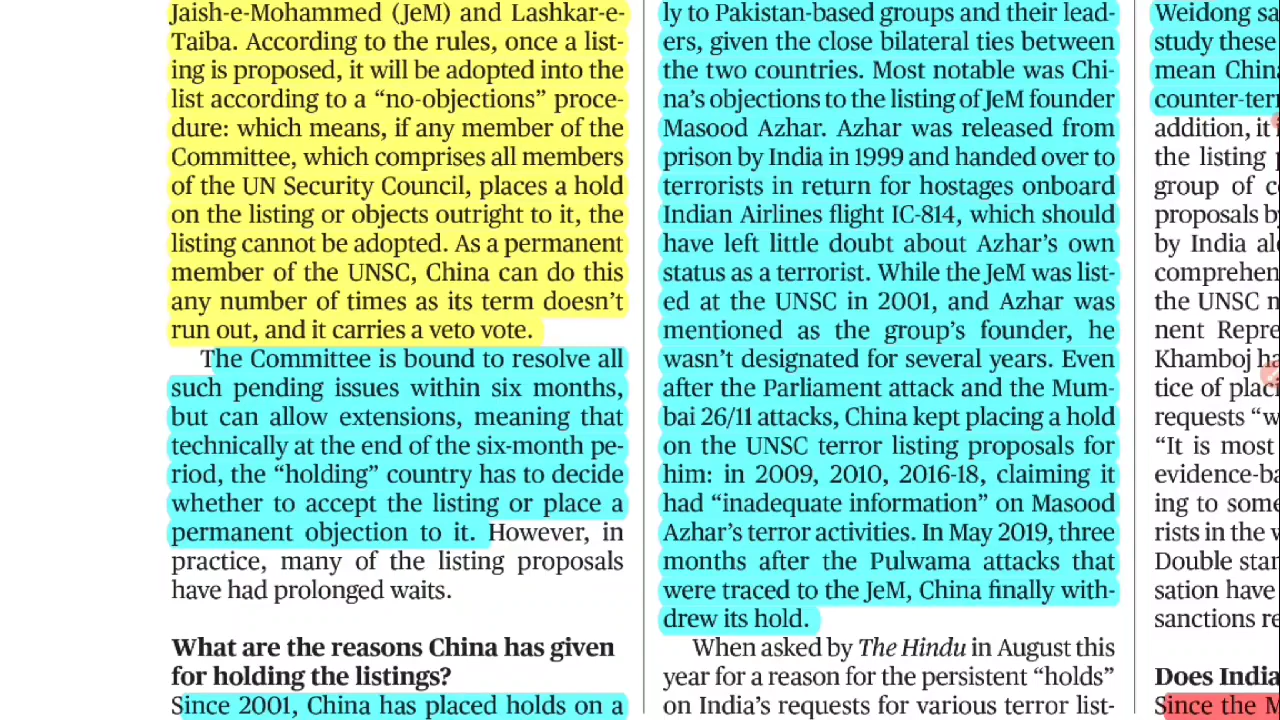 Jaish-e-Mohammed (JeM) and Lashkar-e-
Taiba. According to the rules, once a list-
ing is proposed, it will be adopted into the
list according to a “no-objections” proce-
dure: which means, if any member of the
Committee, which comprises all members
of the UN Security Council, places a hold
on the listing or objects outright to it, the
listing cannot be adopted. As a permanent
member of the UNSC, China can do this
any number of times as its term doesn’t
run out, and it carries a veto vote.
The Committee is bound to resolve all
such pending issues within six months,
but can allow extensions, meaning that
technically at the end of the six-month pe-
riod, the “holding” country has to decide
whether to accept the listing or place a
permanent objection to it. However, in
practice, many of the listing proposals
have had prolonged waits.
What are the reasons China has given
for holding the listings?
Since 2001, China has placed holds on a
ly to Pakistan-based groups and their lead-
ers, given the close bilateral ties between
the two countries. Most notable was Chi-
na’s objections to the listing of JeM founder
Masood Azhar. Azhar was released from
prison by India in 1999 and handed over to
terrorists in return for hostages onboard
Indian Airlines flight IC-814, which should
have left little doubt about Azhar’s own
status as a terrorist. While the JeM was list-
ed at the UNSC in 2001, and Azhar was
mentioned as the group’s founder, he
wasn’t designated for several years. Even
after the Parliament attack and the Mum-
bai 26/11 attacks, China kept placing a hold
on the UNSC terror listing proposals for
him: in 2009, 2010, 2016-18, claiming it
had “inadequate information” on Masood
Azhar’s terror activities. In May 2019, three
months after the Pulwama attacks that
were traced to the JeM, China finally with-
drew its hold.
When asked by The Hindu in August this
year for a reason for the persistent “holds”
on India’s requests for various terror list-
Weidong sa
study these
mean China
counter-terr
addition, it
the listing
group of c
proposals b
by India al
comprehen
the UNSC
nent Repre
Khamboj ha
tice of plac
requests “w
“It is most
evidence-ba
ing to some
rists in the
Double stan
sation have
sanctions re
Does India
Since the M